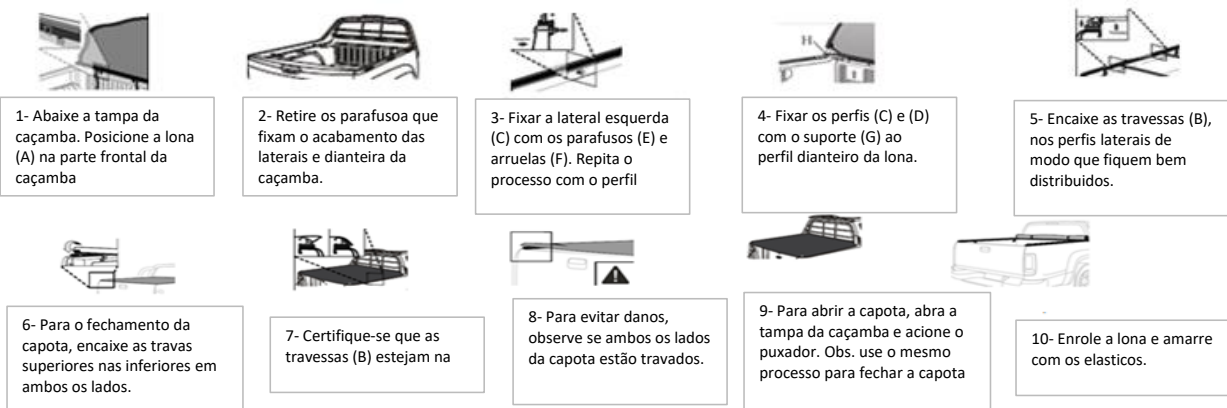 H
1- Abaixe a tampa da
caçamba. Posicione a lona
(A) na parte frontal da
caçamba
2- Retire os parafusoa que
fixam o acabamento das
laterais e dianteira da
caçamba.
3- Fixar a lateral esquerda
(C) com os parafusos (E) e
arruelas (F). Repita o
processo com o perfil
4- Fixar os perfis (C) e (D)
com o suporte (G) ao
perfil dianteiro da lona.
5- Encaixe as travessas (B),
nos perfis laterais de
modo que fiquem bem
distribuidos.
6- Para o fechamento da
capota, encaixe as travas
superiores nas inferiores em
ambos os lados.
7- Certifique-se que as
travessas (B) estejam na
8- Para evitar danos,
observe se ambos os lados
da capota estão travados.
9- Para abrir a capota, abra a
tampa da caçamba e acione o
puxador. Obs. use o mesmo
processo para fechar a capota
10- Enrole a lona e amarre
com os elasticos.